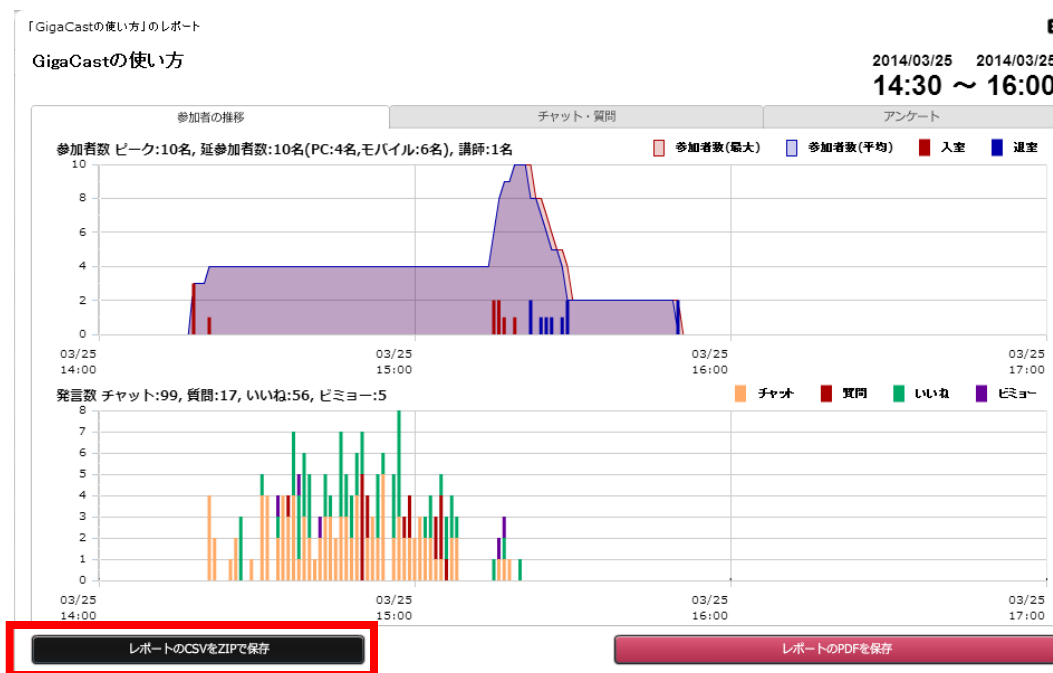 「GigaCastの使い方」のレポート
GigaCastの使い方
2014/03/25 2014/03/25
14:30 ～ 16:00
参加者の推移 チャット・質問 アンケート
参加者数 ピーク:10名, 延参加者数:10名(PC:4名,モバイル:6名), 講師:1名
参加者数(最大) 参加者数(平均) 入室 退室
10
8
6
4
2
0
03/25 03/25 03/25 03/25
14:00 15:00 16:00 17:00
発言数 チャット:99, 質問:17, いいね:56, ビミョー:5
チャット 質問 いいね ビミョー
8
7
6
5
4
3
2
1
0
03/25 03/25 03/25 03/25
14:00 15:00 16:00 17:00
レポートのCSVをZIPで保存 レポートのPDFを保存